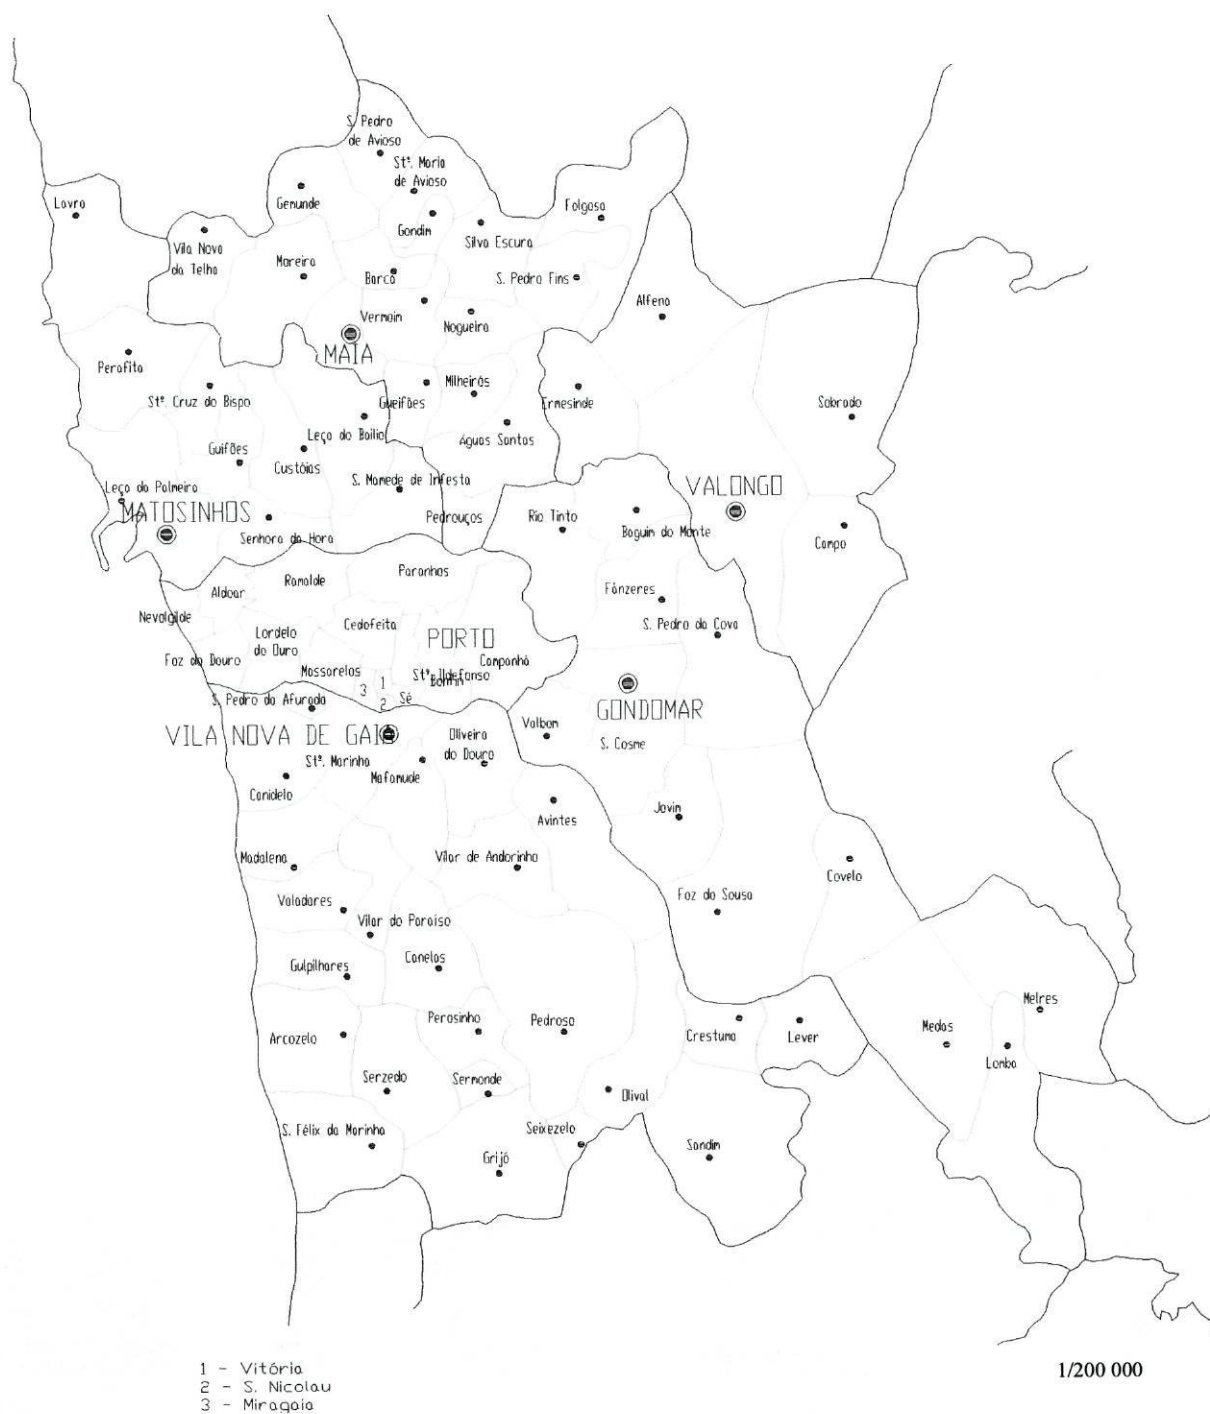 S. Pedro
de Avioso
Stª. Maria
de Avioso
Lavra
Gemunde
Folgosa
Gondim
Silva Escura
Vila Nova
da Telha
Moreira
Barca
S. Pedro Fins
Alfena
Vermoim
Nogueira
MAIA
Perafita
Stª Cruz do Bispo
Gueifães
Milheirós
Ermesinde
Sobrado
Leça do Bailio
Águas Santas
Guifões
Custóias
S. Mamede de Infesta
Leça da Palmeira
VALONGO
MATOSINHOS
Pedrouços
Rio Tinto
Baguim do Monte
Campo
Senhora da Hora
Paranhos
Ramalde
Aldoar
Fânzeres
Nevolgilde
Cedofeita
S. Pedro da Cova
Lordelo
do Ouro
PORTO
Foz do Douro
Massarelos
Campanhã
Stº. Ildefonso
Bonfim
1
3
2
Sé
S. Pedro da Afurada
GONDOMAR
VILA NOVA DE GAIA
Oliveira
do Douro
Valbom
S. Cosme
Stª. Marinha
Mafamude
Canidelo
Avintes
Jovim
Madalena
Vilar de Andorinho
Covelo
Valadares
Foz do Sousa
Vilar do Paraiso
Gulpilhares
Canelas
Melres
Arcozelo
Perosinho
Pedroso
Crestuma
Lever
Medas
Lomba
Serzedo
Sermonde
Olival
S. Félix da Marinha
Seixezelo
Sandim
Grijó
1 - Vitória
2 - S. Nicolau
3 - Miragaia
1/200 000